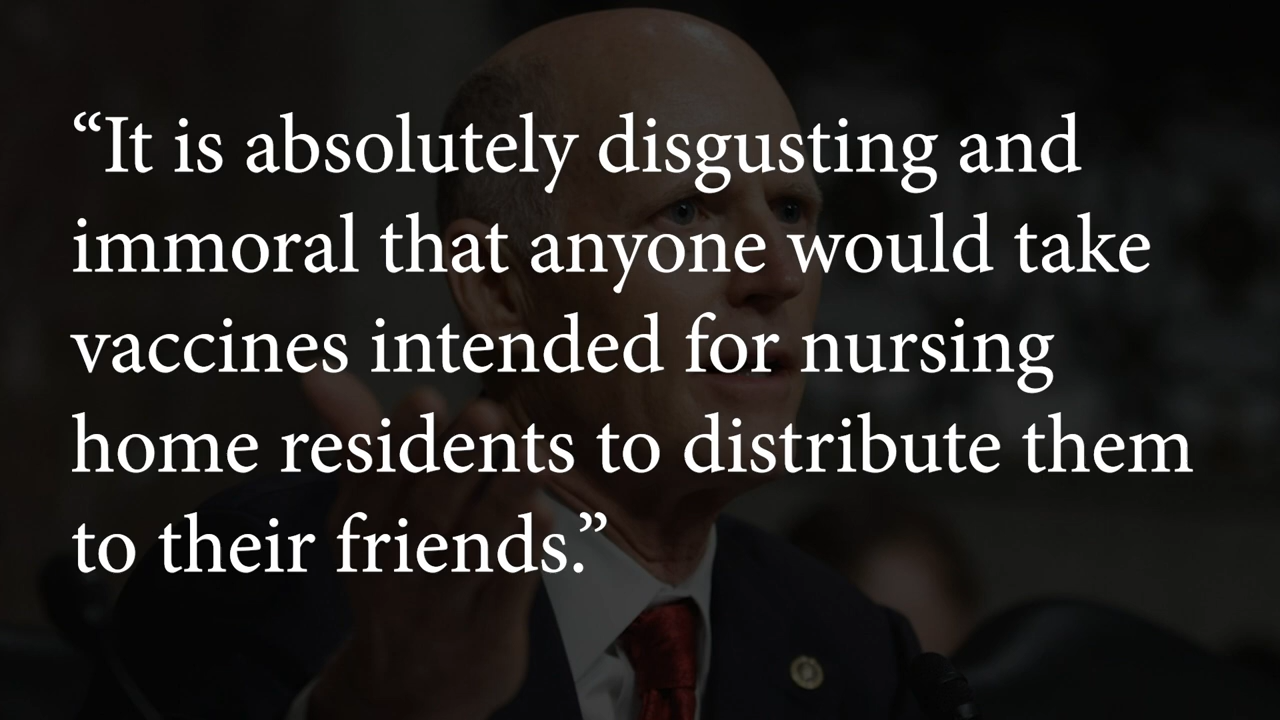 “It is absolutely disgusting and
immoral that anyone would take
vaccines intended for nursing
home residents to distribute them
to their friends.”